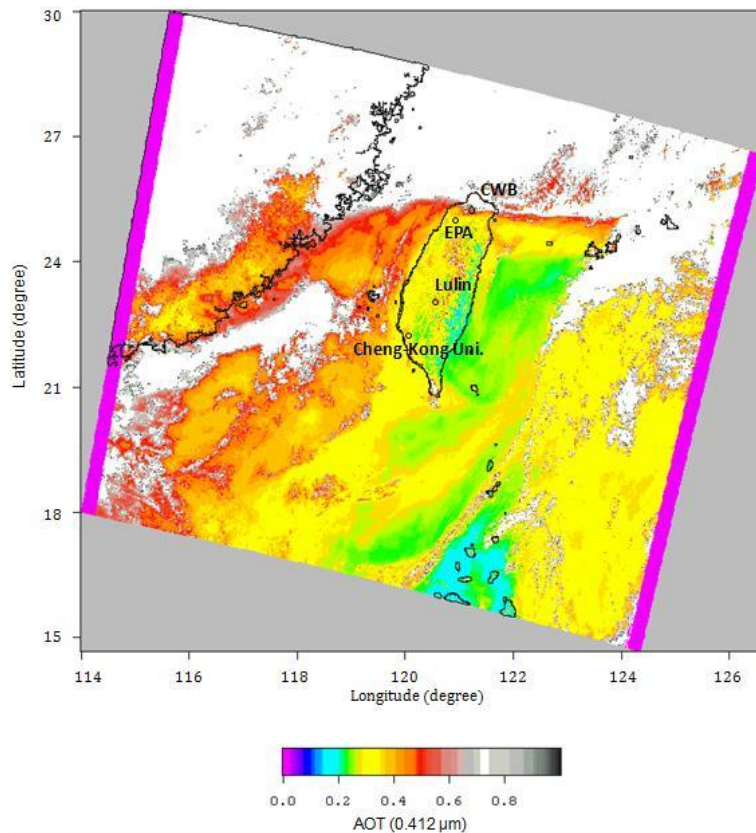 30
27
24
21
18
15
Latitude (degree)
CWB
EPA
Lulin
Cheng-Kong Uni.
114 116 118 120 122 124 126
Longitude (degree)
0.0 0.2 0.4 0.6 0.8
AOT (0.412 μm)